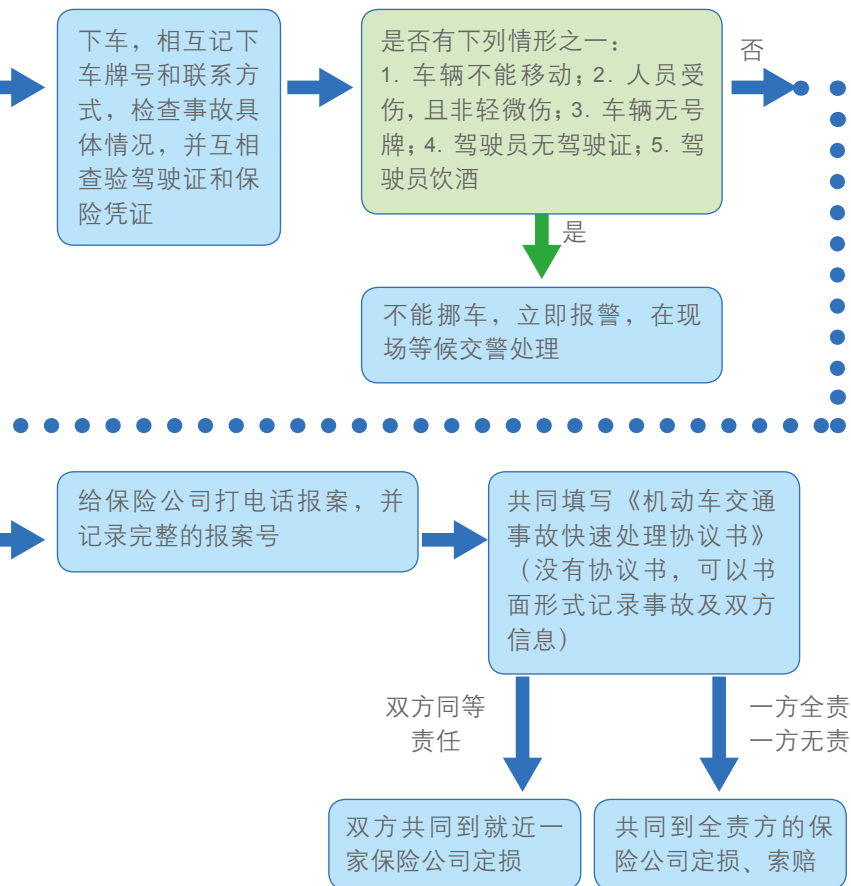 下车，相互记下
车牌号和联系方
式，检查事故具
体情况，并互相
查验驾驶证和保
险凭证
是否有下列情形之一：
1. 车辆不能移动；2. 人员受
伤，且非轻微伤；3. 车辆无号
牌；4. 驾驶员无驾驶证；5. 驾
驶员饮酒
否
是
不能挪车，立即报警，在现
场等候交警处理
给保险公司打电话报案，并
记录完整的报案号
共同填写《机动车交通
事故快速处理协议书》
（没有协议书，可以书
面形式记录事故及双方
信息）
双方同等
责任
一方全责
一方无责
双方共同到就近一
家保险公司定损
共同到全责方的保
险公司定损、索赔